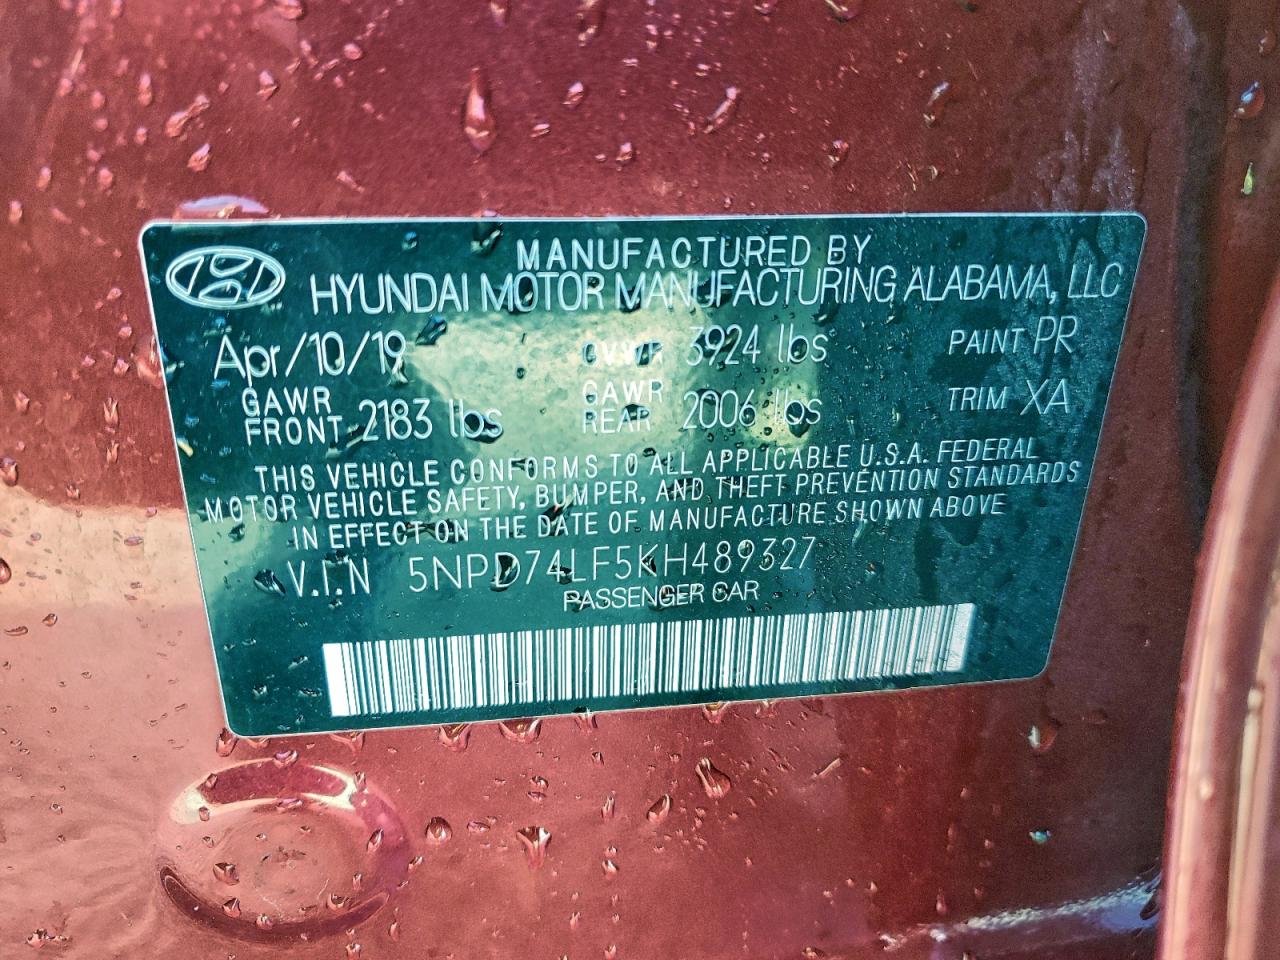 MANUFACTURED BY
HYUNDAI MOTOR MANUFACTURING ALABAMA, LLC
Apr/10/19 GVWR 3924 lbs PAINT PR
GAWR FRONT 2183 lbs GAWR REAR 2006 lbs TRIM XA
THIS VEHICLE CONFORMS TO ALL APPLICABLE U.S.A. FEDERAL
MOTOR VEHICLE SAFETY, BUMPER, AND THEFT PREVENTION STANDARDS
IN EFFECT ON THE DATE OF MANUFACTURE SHOWN ABOVE
V.I.N 5NPD74LF5KH489327
PASSENGER CAR